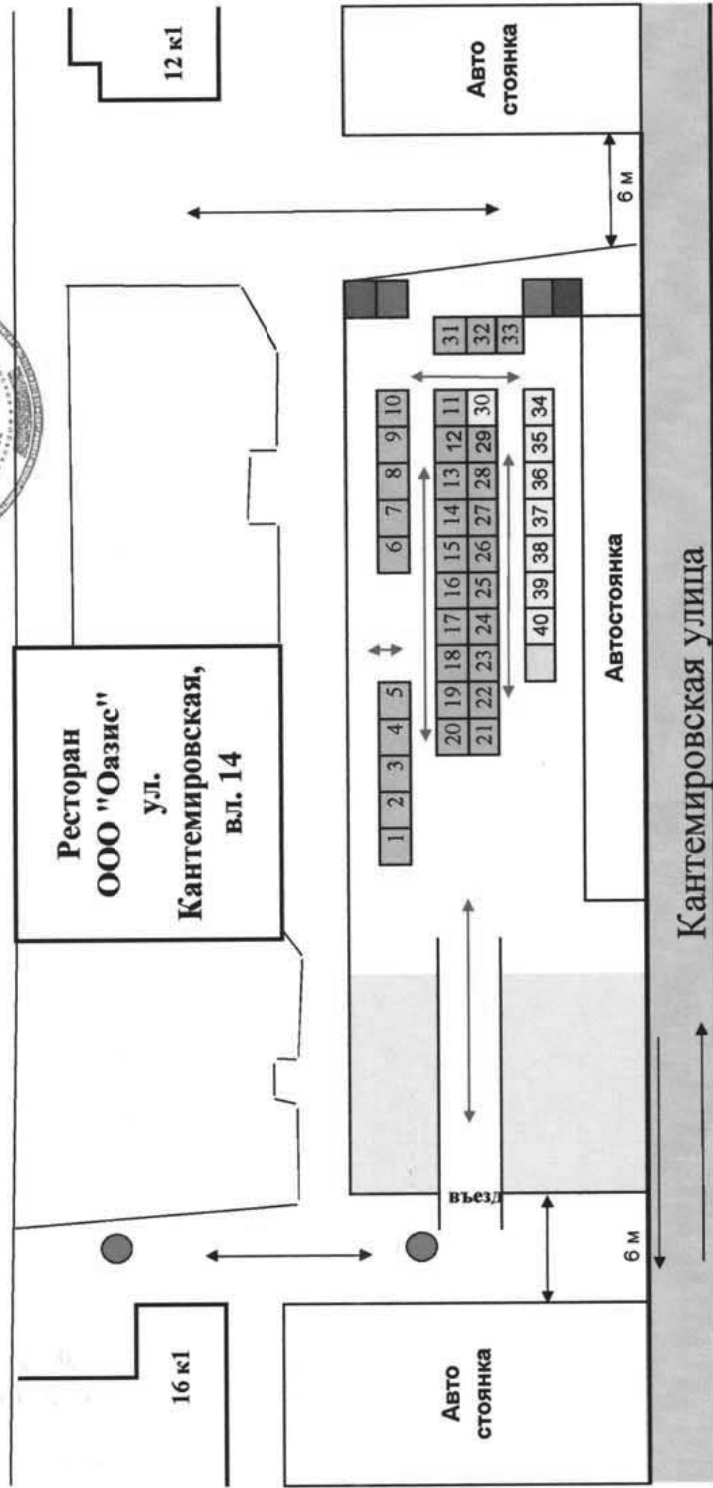 12 к1
Ресторан
ООО "Оазис"
ул.
Кантемировская,
вл. 14
16 к1
Авто
стоянка
6 м
1 2 3 4 5
6 7 8 9 10
20 19 18 17 16 15 14 13 12 11
21 22 23 24 25 26 27 28 29 30
31
32
33
40 39 38 37 36 35 34
въезд
Автостоянка
6 м
Авто
стоянка
Кантемировская улица